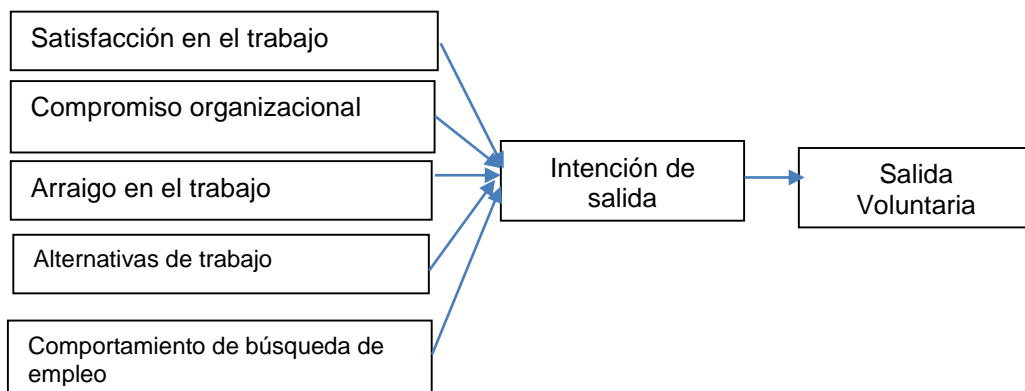 Satisfacción en el trabajo
Compromiso organizacional
Arraigo en el trabajo
Alternativas de trabajo
Comportamiento de búsqueda de
empleo
Intención de
salida
Salida
Voluntaria